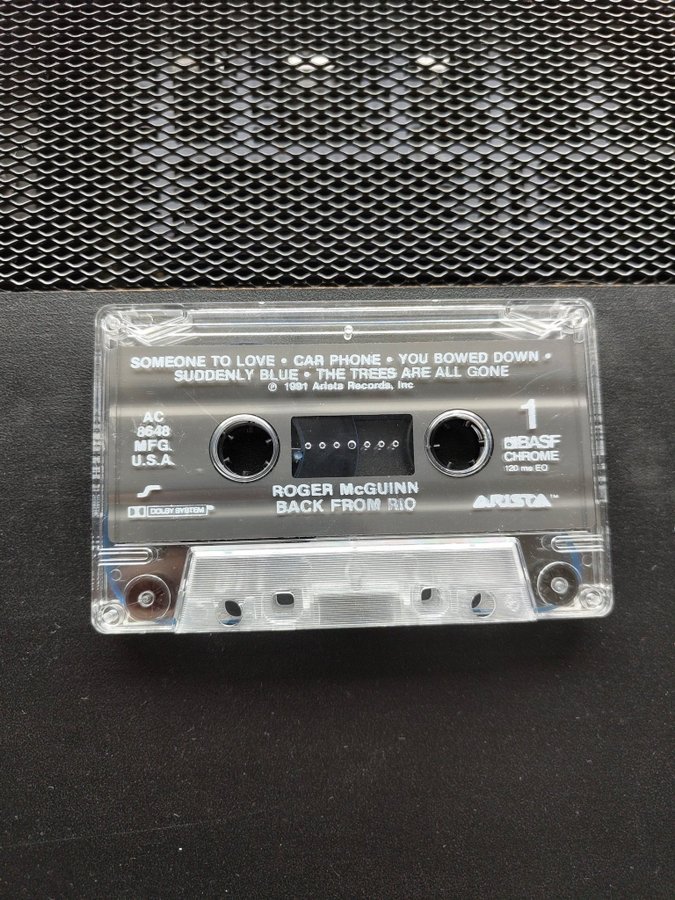 SOMEONE TO LOVE • CAR PHONE • YOU BOWED DOWN •
SUDDENLY BLUE • THE TREES ARE ALL GONE
℗ 1991 Arista Records, Inc
AC
8648
MFG.
U.S.A.
1
BASF
CHROME
120 ms EQ
DOLBY SYSTEM
ROGER McGUINN
BACK FROM RIO
ARISTA™